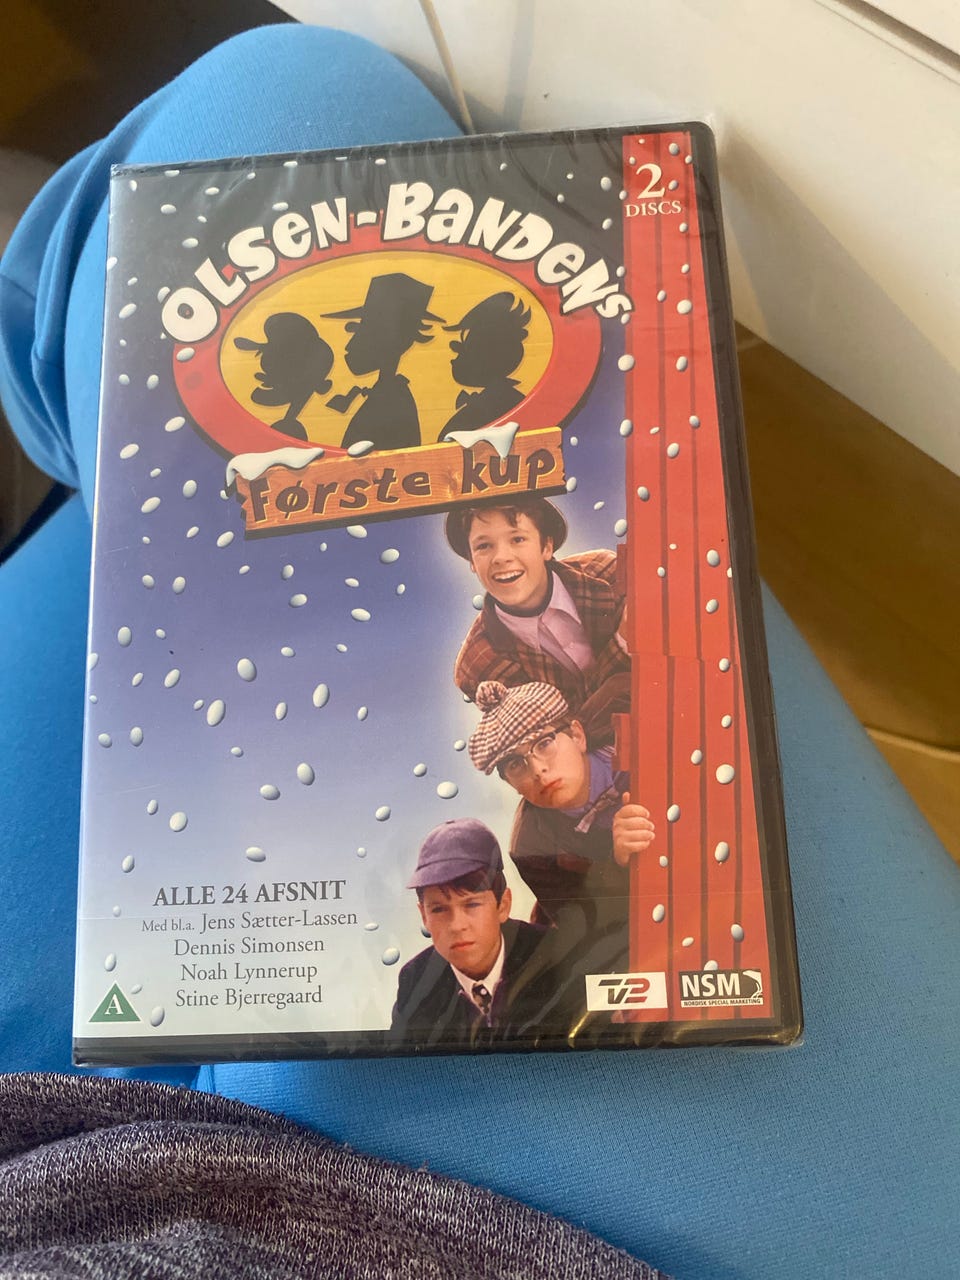 2
DISCS
OLSEN-BANDENS
Første kup
ALLE 24 AFSNIT
Med bl.a. Jens Sætter-Lassen
Dennis Simonsen
Noah Lynnerup
Stine Bjerregaard
A
TV2
NSM
NORDISK SPECIAL MARKETING